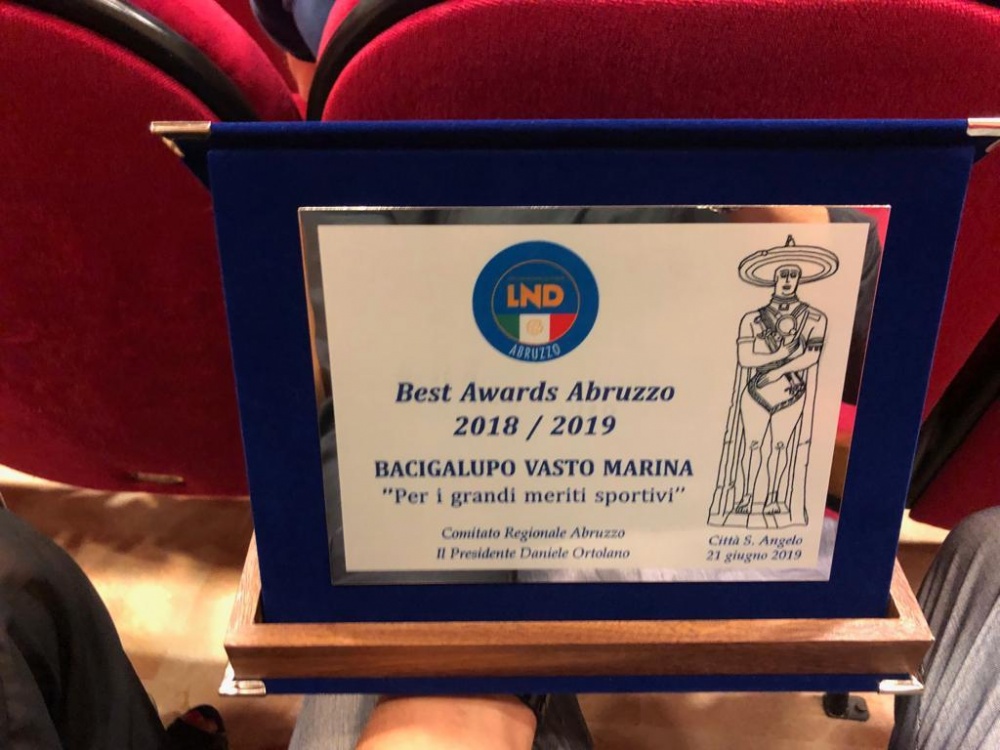 LND
ABRUZZO
Best Awards Abruzzo
2018 / 2019
BACIGALUPO VASTO MARINA
"Per i grandi meriti sportivi"
Comitato Regionale Abruzzo
Il Presidente Daniele Ortolano
Città S. Angelo
21 giugno 2019